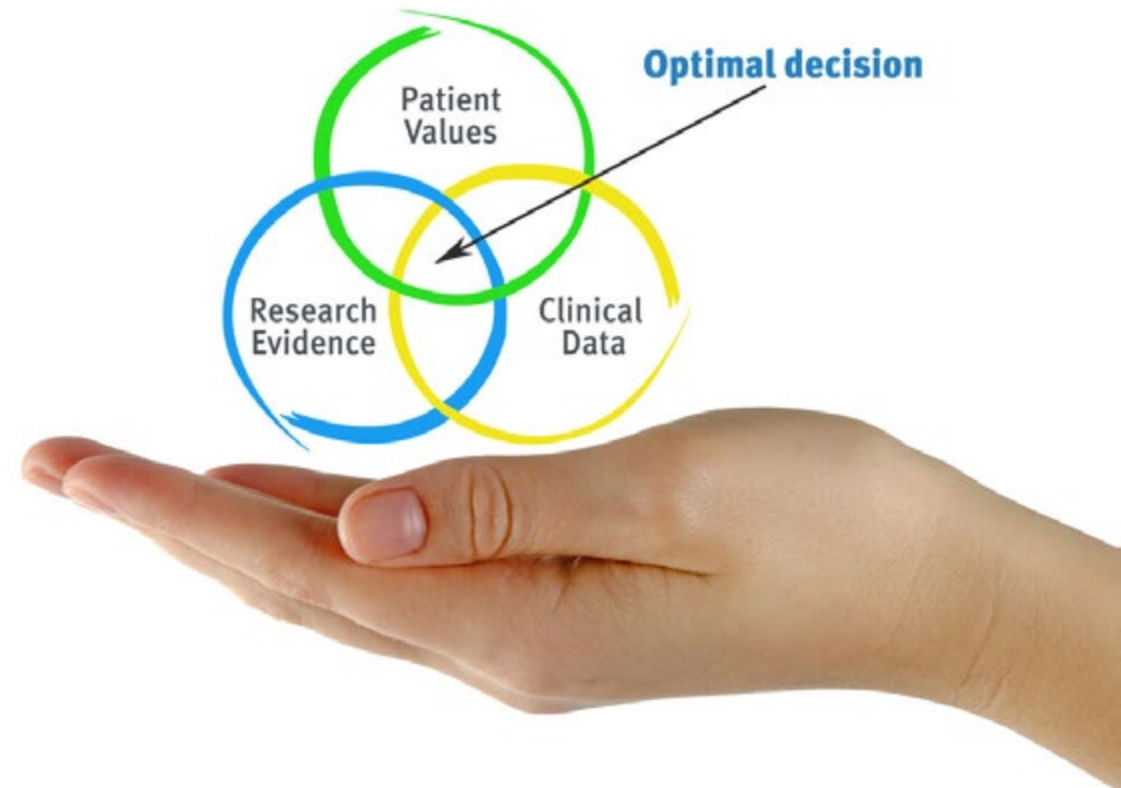 Optimal decision
Patient
Values
Research
Evidence
Clinical
Data